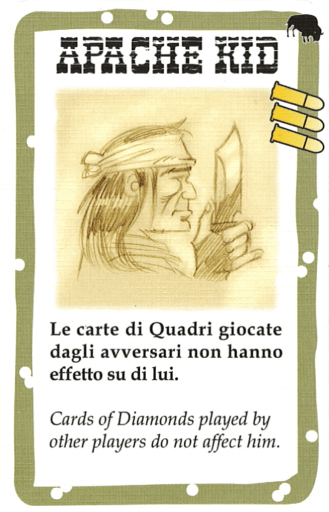 APACHE KID
Le carte di Quadri giocate
dagli avversari non hanno
effetto su di lui.
Cards of Diamonds played by
other players do not affect him.